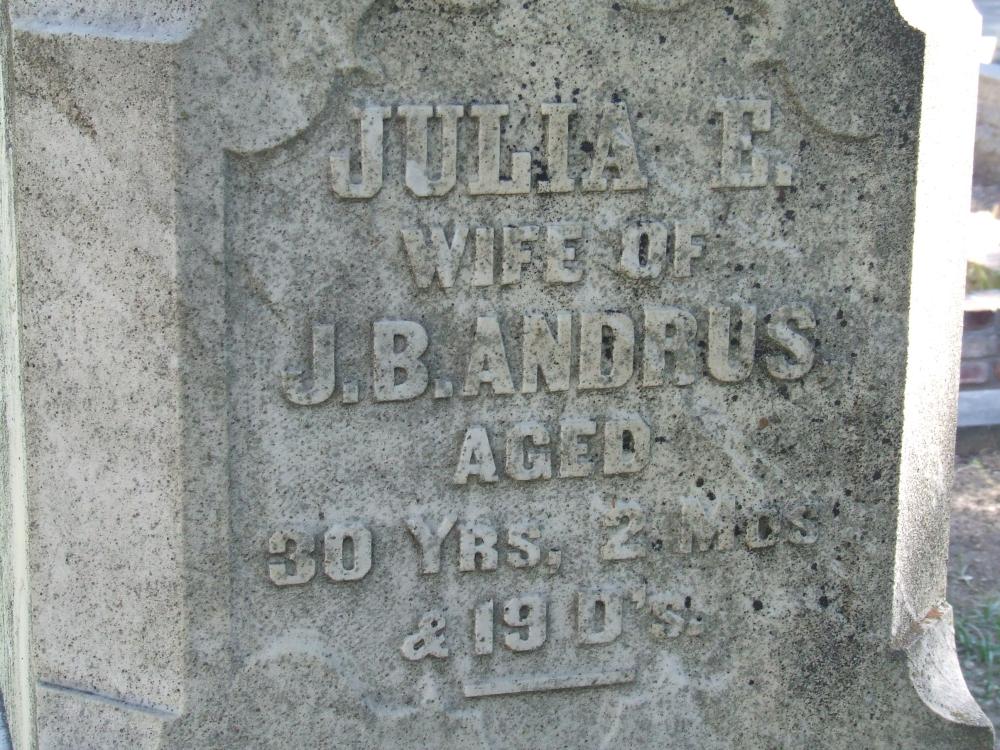 JULIA E.
WIFE OF
J.B. ANDRUS
AGED
30 YRS, 2 MOS
& 19 D's.